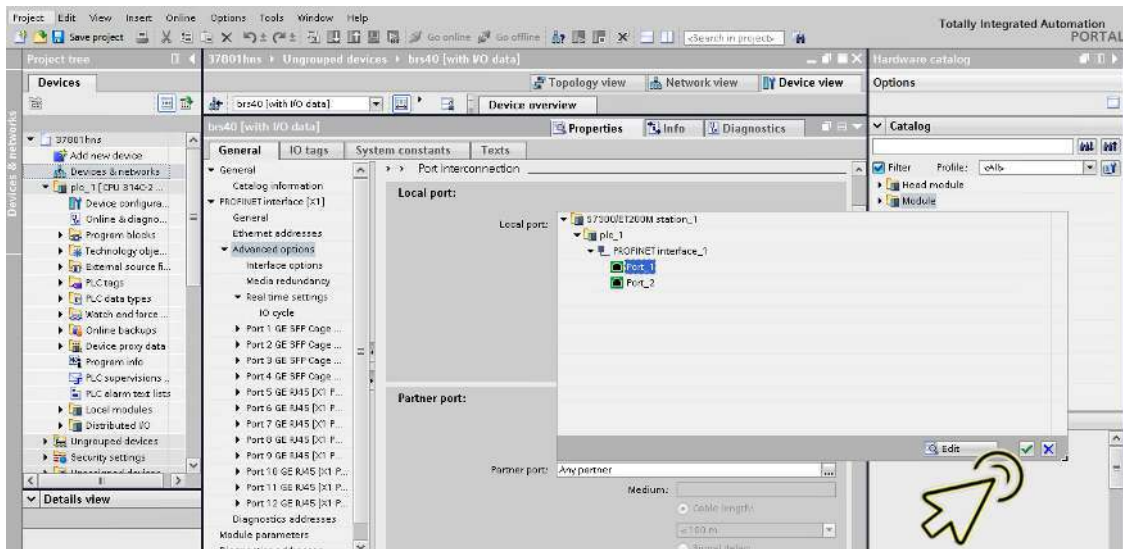 Project Edit View Insert Online Options Tools Window Help
Totally Integrated Automation
PORTAL
Save project
Go online Go offline
<Search in project>
Project tree
37801hns Ungrouped devices brs40 [with I/O data]
Hardware catalog
Devices
Topology view Network view Device view
Options
brs40 [with I/O data]
Device overview
Devices & networks
brs40 [with I/O data]
Properties Info Diagnostics
Catalog
General IO tags System constants Texts
Filter Profile: <All>
Head module
Module
37801hns
Add new device
Devices & networks
plc_1 [CPU 314C-2 ...
Device configura...
Online & diagno...
Program blocks
Technology obje...
External source fi...
PLC tags
PLC data types
Watch and force ...
Online backups
Device proxy data
Program info
PLC supervisions ..
PLC alarm text lists
Local modules
Distributed I/O
Ungrouped devices
Security settings
Details view
General
Catalog information
PROFINET interface [X1]
General
Ethernet addresses
Advanced options
Interface options
Media redundancy
Real time settings
IO cycle
Port 1 GE SFP Cage ...
Port 2 GE SFP Cage ...
Port 3 GE SFP Cage ...
Port 4 GE SFP Cage ...
Port 5 GE RJ45 [X1 P...
Port 6 GE RJ45 [X1 P...
Port 7 GE RJ45 [X1 P...
Port 8 GE RJ45 [X1 P...
Port 9 GE RJ45 [X1 P...
Port 10 GE RJ45 [X1 P...
Port 11 GE RJ45 [X1 P...
Port 12 GE RJ45 [X1 P...
Diagnostics addresses
Module parameters
Port interconnection
Local port:
Local port:
S7300/ET200M station_1
plc_1
PROFINET interface_1
Port_1
Port_2
Edit
Partner port:
Partner port: Any partner ...
Medium:
Cable length:
<100 m
Signal delay: